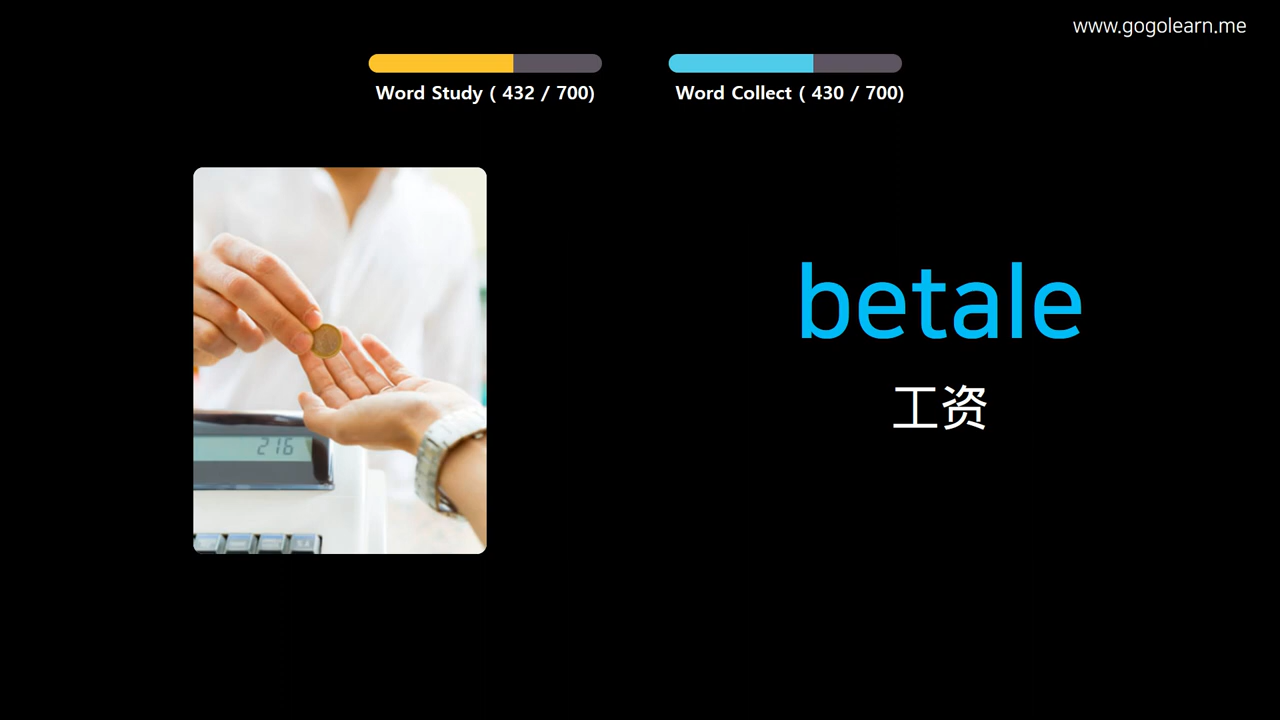 www.gogolearn.me
Word Study ( 432 / 700)
Word Collect ( 430 / 700)
betale
工资
216